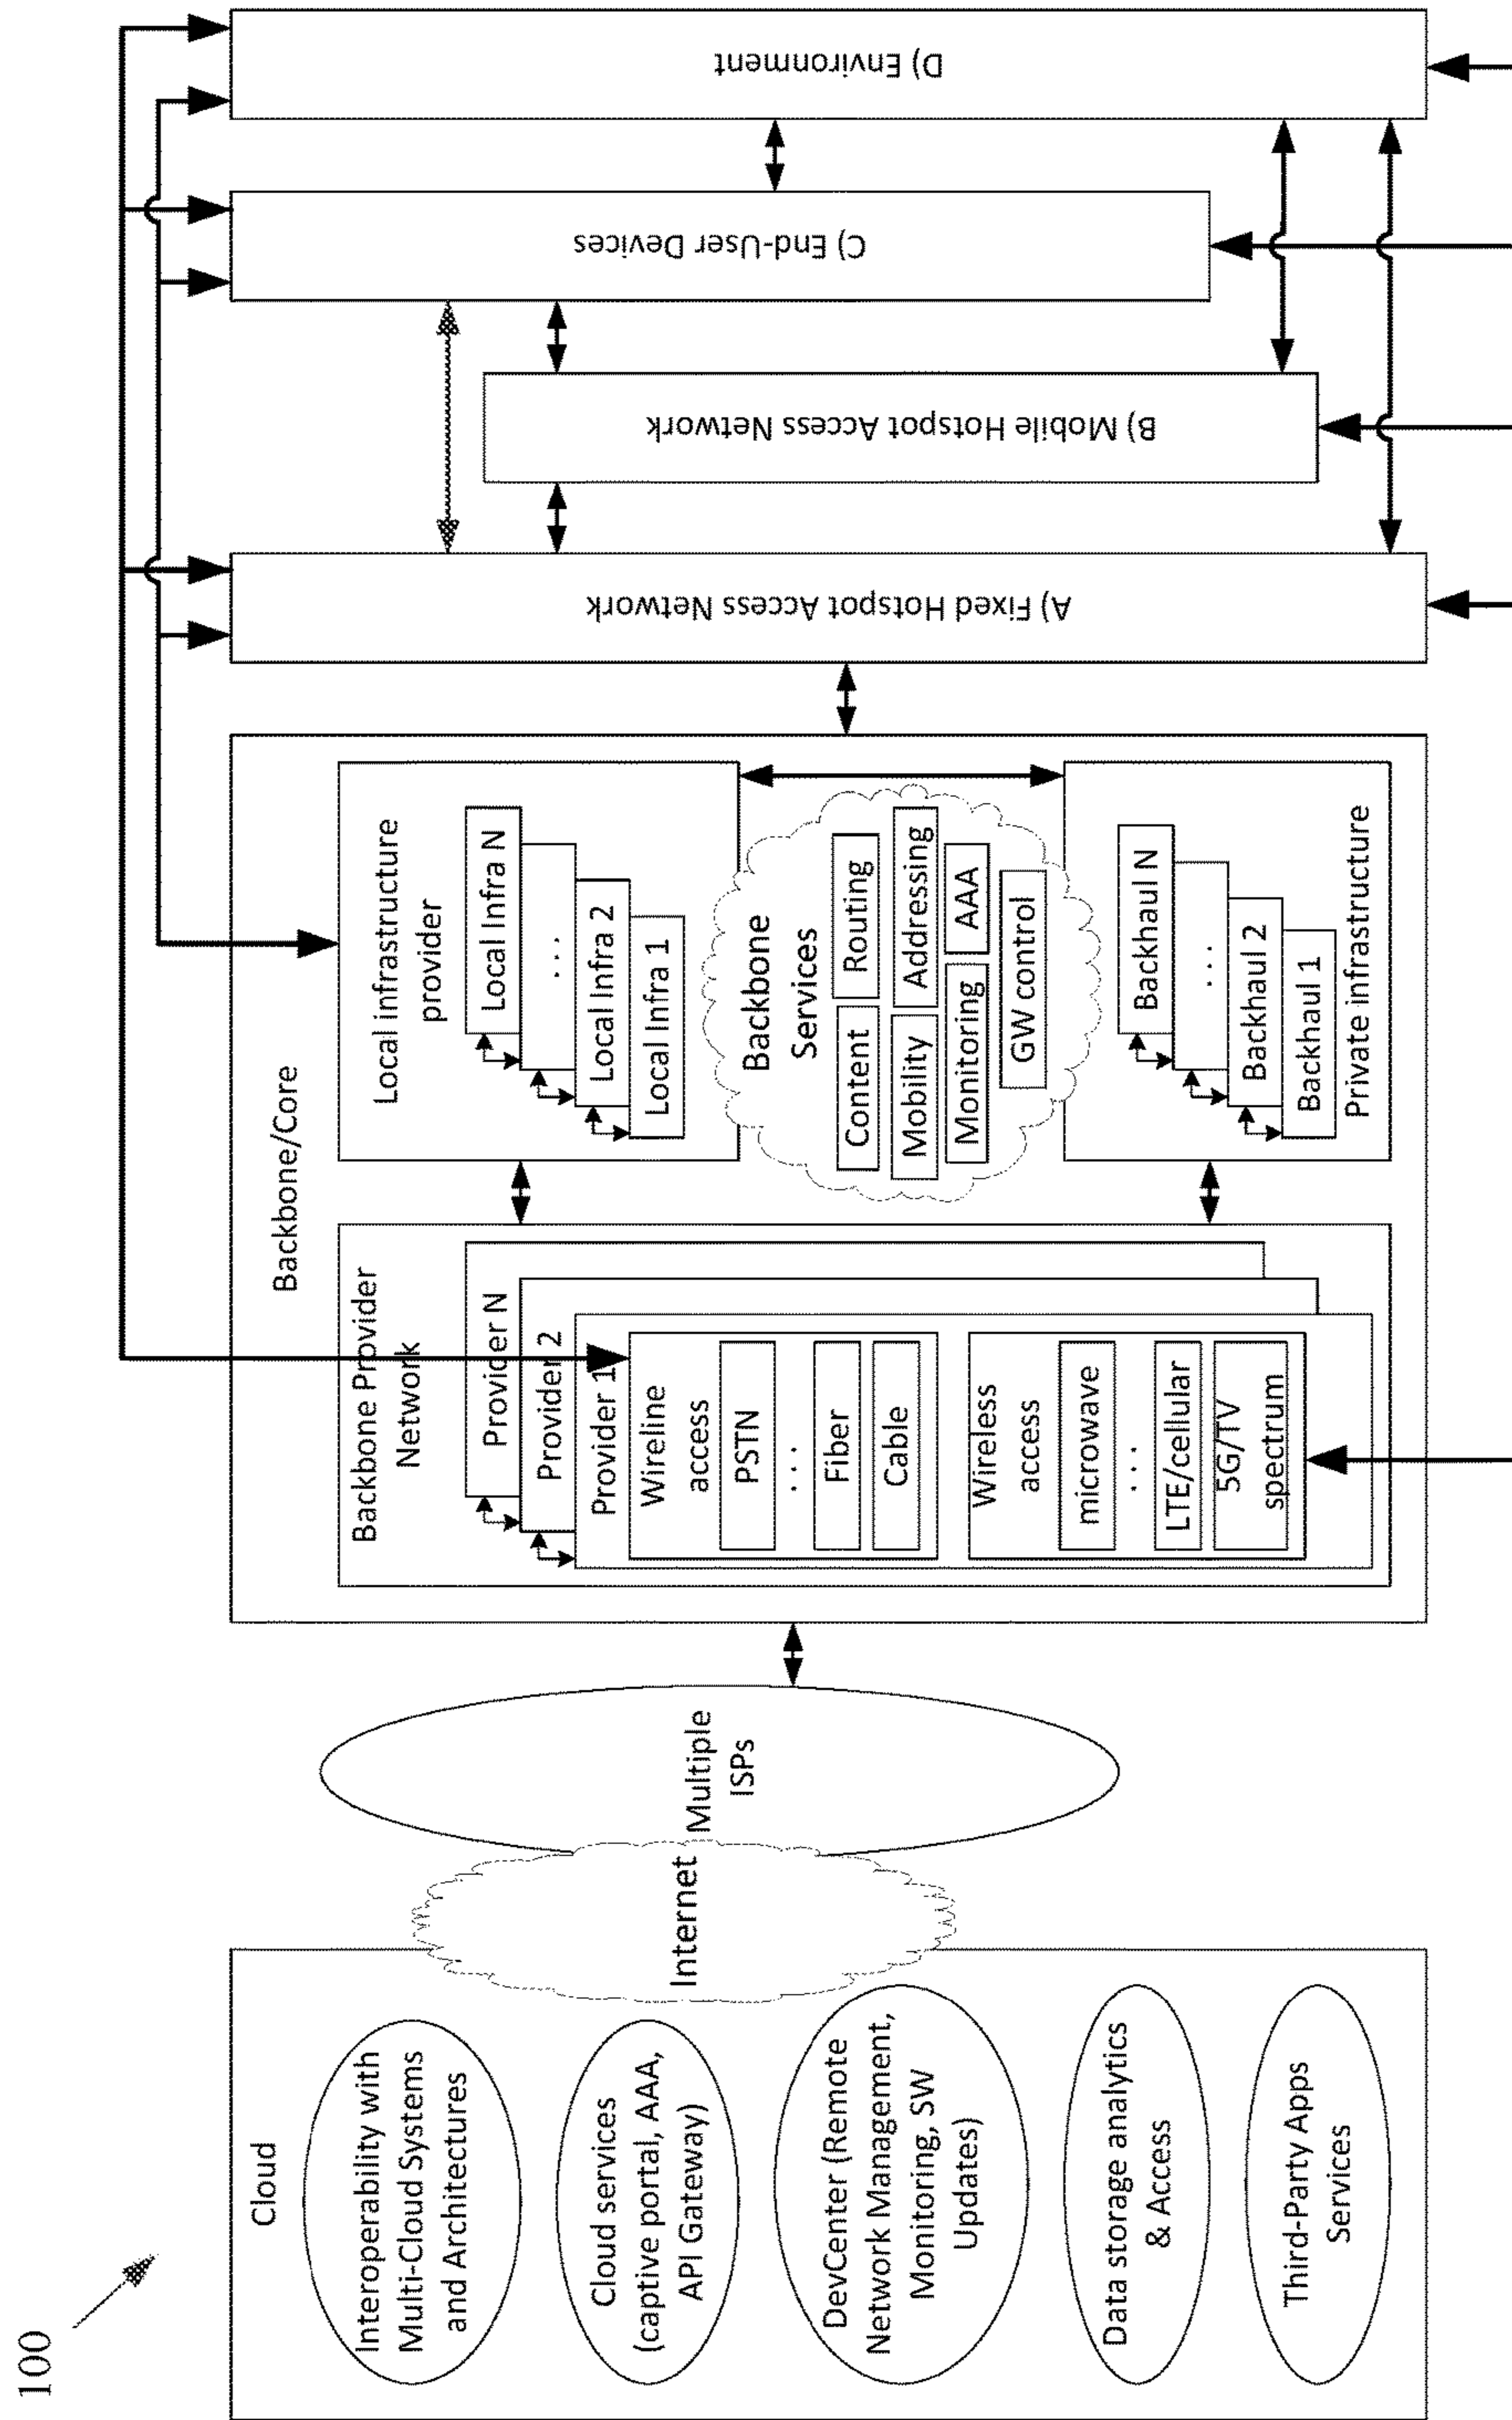 100
Cloud
Interoperability with
Multi-Cloud Systems
and Architectures
Cloud services
(captive portal, AAA,
API Gateway)
DevCenter (Remote
Network Management,
Monitoring, SW
Updates)
Data storage analytics
& Access
Third-Party Apps
Services
Internet
Multiple
ISPs
Backbone/Core
Backbone Provider
Network
Provider N
Provider 2
Provider 1
Wireline
access
PSTN
...
Fiber
Cable
Wireless
access
microwave
...
LTE/cellular
5G/TV
spectrum
Local infrastructure
provider
Local Infra N
...
Local Infra 2
Local Infra 1
Backbone
Services
Content
Routing
Mobility
Addressing
Monitoring
AAA
GW control
Backhaul N
...
Backhaul 2
Backhaul 1
Private infrastructure
A) Fixed Hotspot Access Network
B) Mobile Hotspot Access Network
C) End-User Devices
D) Environment